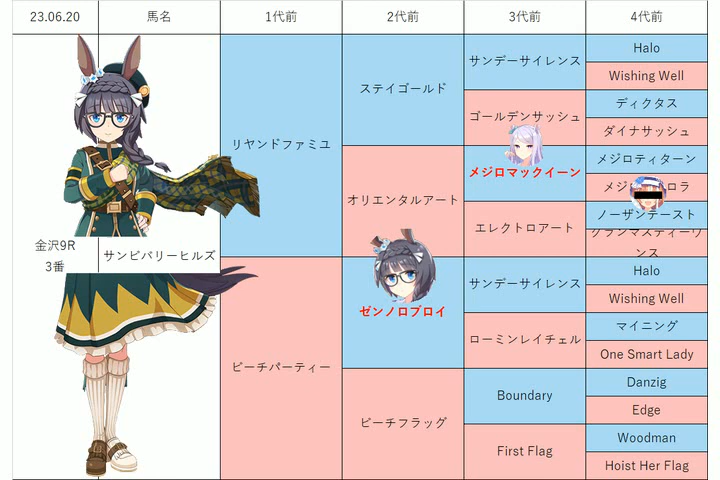 23.06.20 馬名 1代前 2代前 3代前 4代前
金沢9R
3番
サンビバリーヒルズ
リヤンドファミユ
ピーチパーティー
ステイゴールド
オリエンタルアート
ゼンノロブロイ
ピーチフラッグ
サンデーサイレンス
ゴールデンサッシュ
メジロマックイーン
エレクトロアート
サンデーサイレンス
ローミンレイチェル
Boundary
First Flag
Halo
Wishing Well
ディクタス
ダイナサッシュ
メジロティターン
ノーザンテースト
グランマスティーヴ
ンス
Halo
Wishing Well
マイニング
One Smart Lady
Danzig
Edge
Woodman
Hoist Her Flag